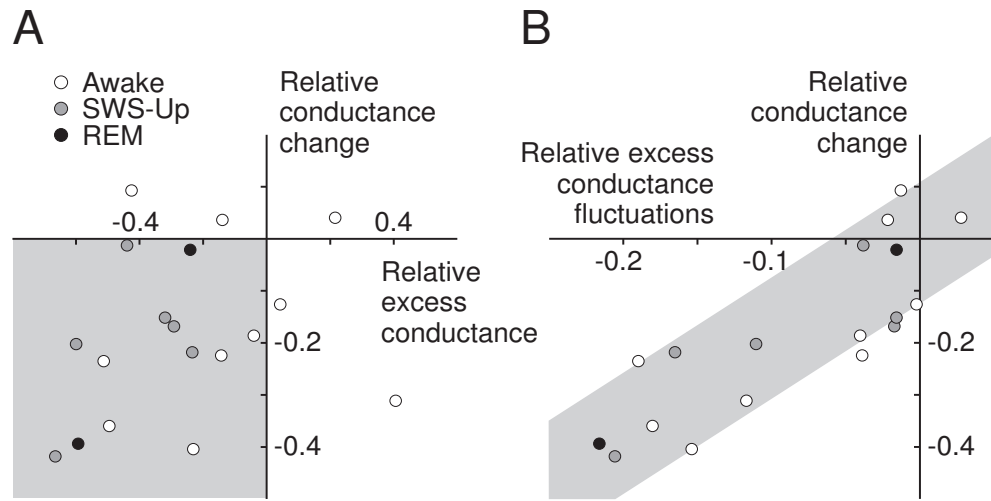 A
Awake
SWS-Up
REM
Relative
conductance
change
-0.4
0.4
Relative
excess
conductance
-0.2
-0.4
B
Relative
conductance
change
Relative excess
conductance
fluctuations
-0.2
-0.1
-0.2
-0.4